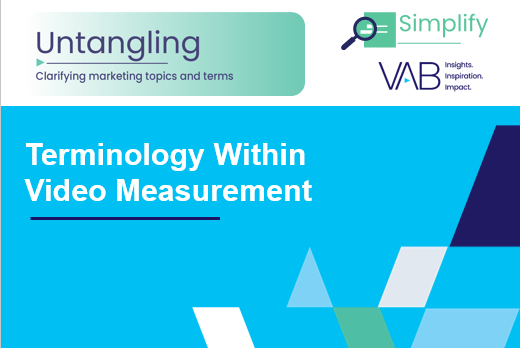 Untangling
Clarifying marketing topics and terms
Simplify
VAB
Insights.
Inspiration.
Impact.
Terminology Within
Video Measurement